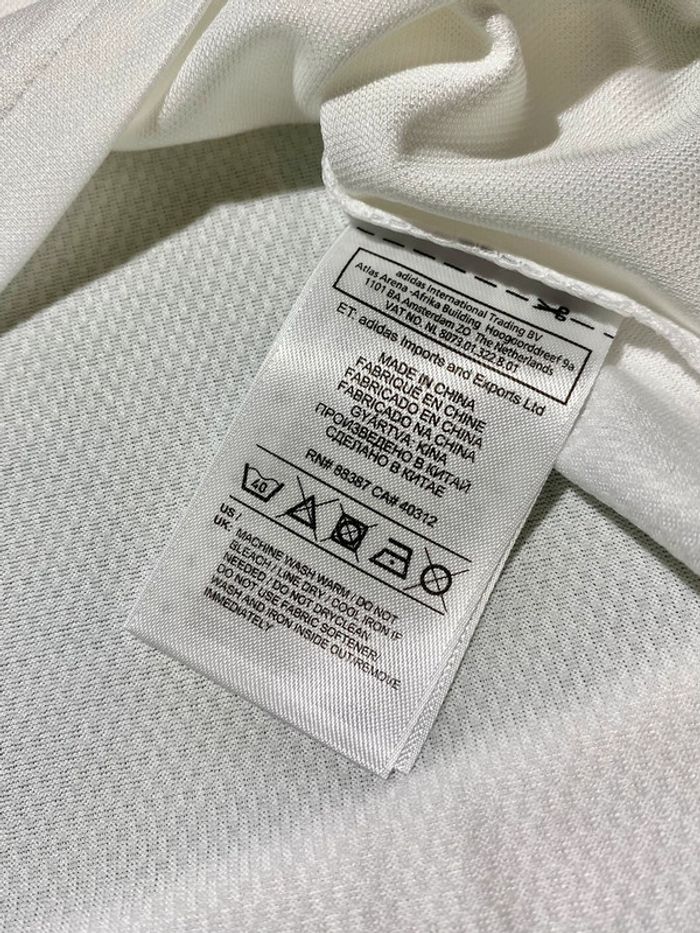 adidas International Trading BV
Atlas Arena -Afrika Building Hoogoorddreef 9a
1101 BA Amsterdam ZO The Netherlands
VAT NO. NL 8073.01.322.B.01
ET: adidas Imports and Exports Ltd
MADE IN CHINA
FABRIQUE EN CHINE
FABRICADO EN CHINA
FABRICADO NA CHINA
GYÁRTVA: KINA
ПРОИЗВЕДЕНО В КИТАЙ
СДЕЛАНО В КИТАЕ
RN# 88387 CA# 40312
40
US /
UK: MACHINE WASH WARM / DO NOT
BLEACH / LINE DRY / COOL IRON IF
NEEDED / DO NOT DRYCLEAN
DO NOT USE FABRIC SOFTENER/
WASH AND IRON INSIDE OUT/REMOVE
IMMEDIATELY